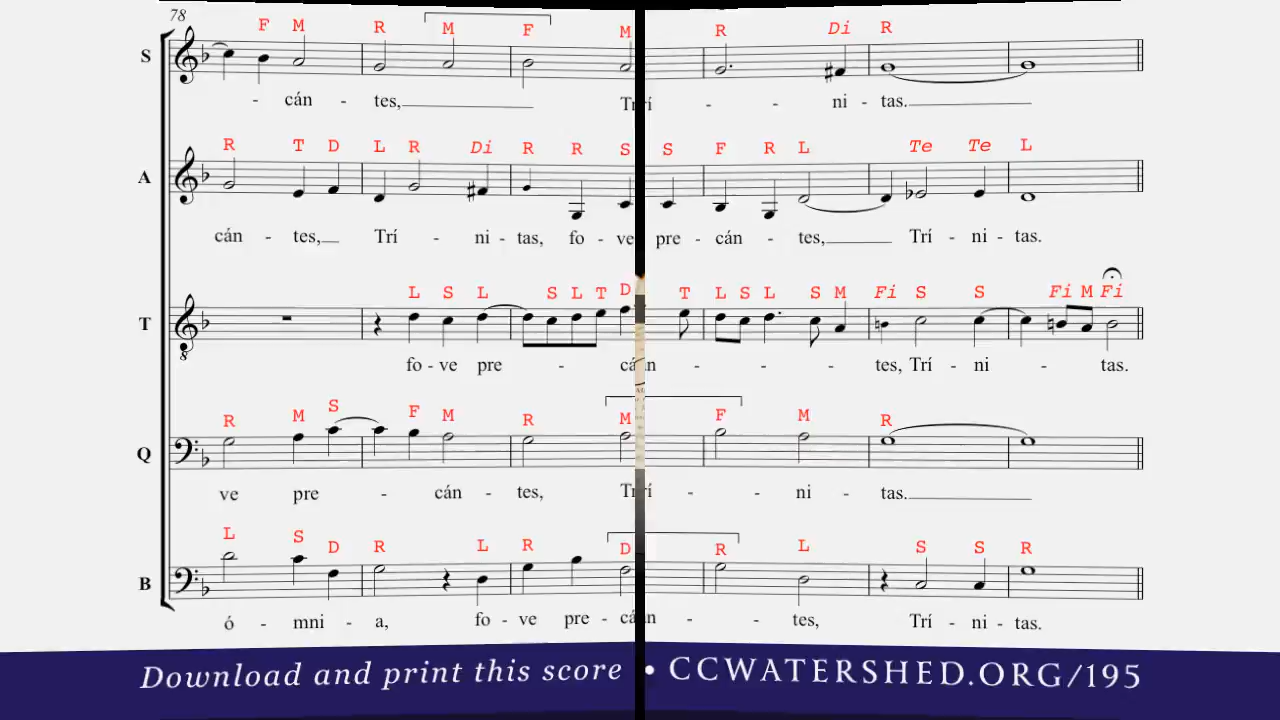 78
F M R M F M R Di R
S
- cán - tes, Trí - - ni - tas.
R T D L R Di R R S S F R L Te Te L
A
cán - tes, Trí - ni - tas, fo - ve pre - cán - tes, Trí - ni - tas.
L S L S L T D T L S L S M Fi S S Fi M Fi
T
8
fo - ve pre - cán - - - - tes, Trí - ni - tas.
R M S F M R M F M R
Q
ve pre - cán - tes, Trí - - ni - tas.
L S D R L R D R L S S R
B
ó - mni - a, fo - ve pre - cán - - tes, Trí - ni - tas.
Download and print this score • CCWATERSHED.ORG/195